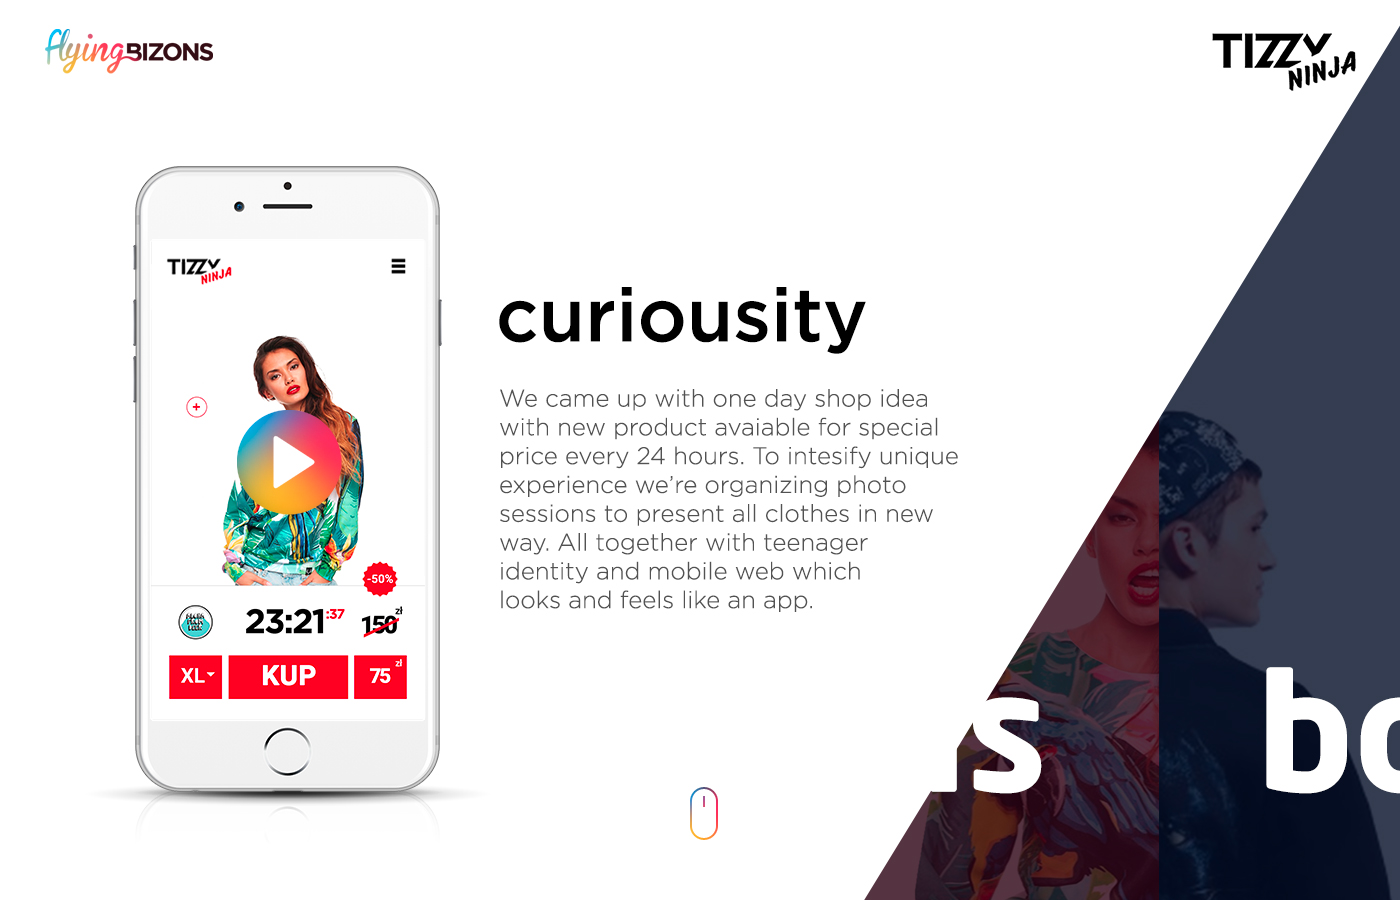 flyingBIZONS
TIZZY
NINJA
TIZZY
NINJA
curiousity
We came up with one day shop idea
with new product avaiable for special
price every 24 hours. To intesify unique
experience we're organizing photo
sessions to present all clothes in new
way. All together with teenager
identity and mobile web which
looks and feels like an app.
-50%
23:21:37
150 zł
XL
KUP
75 zł